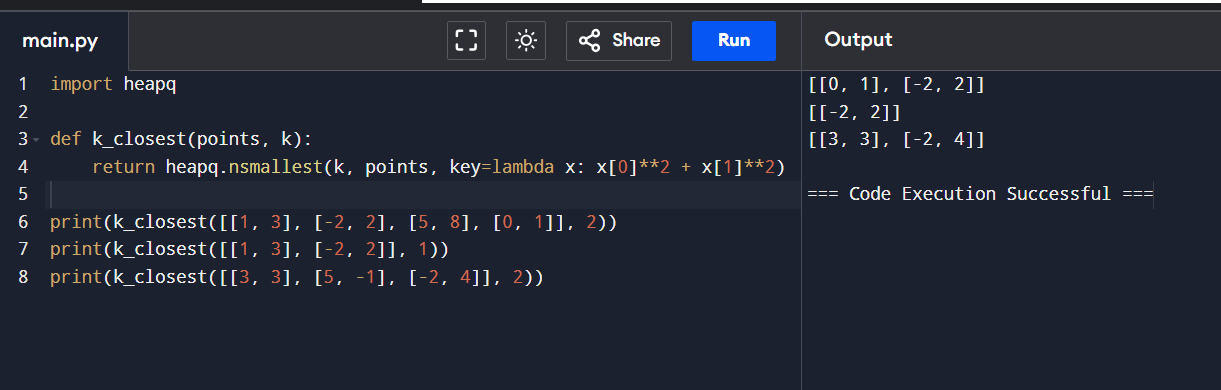 main.py
Share
Run
Output
1 import heapq
2
3 def k_closest(points, k):
4     return heapq.nsmallest(k, points, key=lambda x: x[0]**2 + x[1]**2)
5
6 print(k_closest([[1, 3], [-2, 2], [5, 8], [0, 1]], 2))
7 print(k_closest([[1, 3], [-2, 2]], 1))
8 print(k_closest([[3, 3], [5, -1], [-2, 4]], 2))
[[0, 1], [-2, 2]]
[[-2, 2]]
[[3, 3], [-2, 4]]
=== Code Execution Successful ===